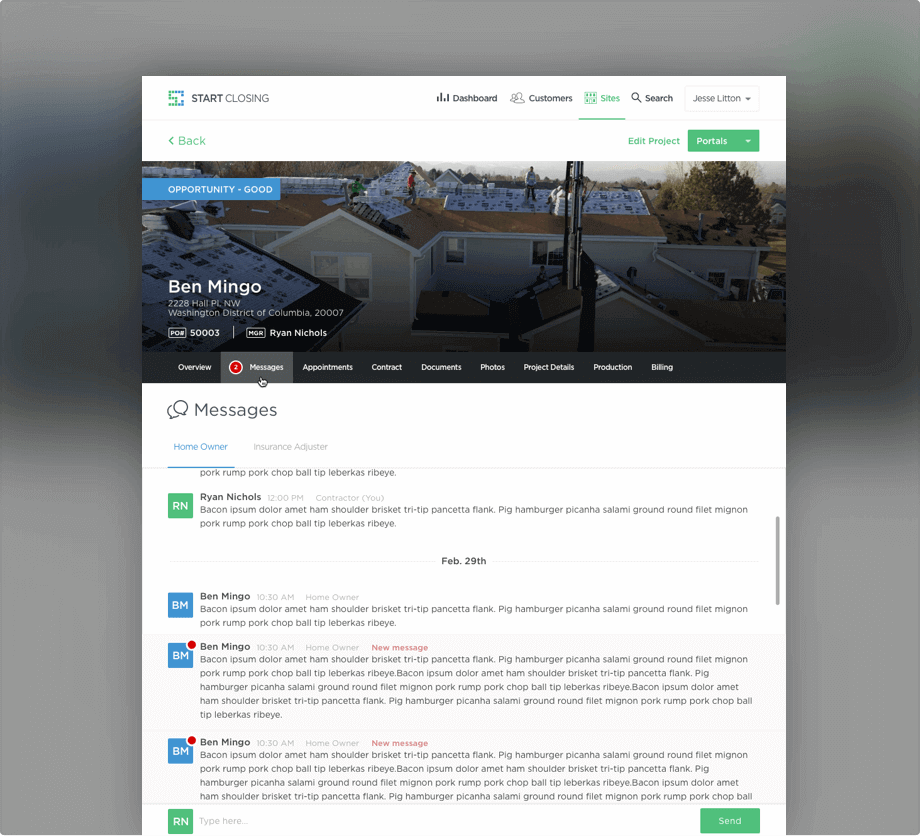 START CLOSING
Dashboard
Customers
Sites
Search
Jesse Litton
Back
Edit Project
Portals
OPPORTUNITY - GOOD
Ben Mingo
2228 Hall Pl. NW
Washington District of Columbia, 20007
PO# 50003
MGR Ryan Nichols
Overview
2 Messages
Appointments
Contract
Documents
Photos
Project Details
Production
Billing
Messages
Home Owner
Insurance Adjuster
pork rump pork chop ball tip leberkas ribeye.
RN
Ryan Nichols 12:00 PM Contractor (You)
Bacon ipsum dolor amet ham shoulder brisket tri-tip pancetta flank. Pig hamburger picanha salami ground round filet mignon
pork rump pork chop ball tip leberkas ribeye.
Feb. 29th
BM
Ben Mingo 10:30 AM Home Owner
Bacon ipsum dolor amet ham shoulder brisket tri-tip pancetta flank. Pig hamburger picanha salami ground round filet mignon
pork rump pork chop ball tip leberkas ribeye.
BM
Ben Mingo 10:30 AM Home Owner New message
Bacon ipsum dolor amet ham shoulder brisket tri-tip pancetta flank. Pig hamburger picanha salami ground round filet mignon
pork rump pork chop ball tip leberkas ribeye.Bacon ipsum dolor amet ham shoulder brisket tri-tip pancetta flank. Pig
hamburger picanha salami ground round filet mignon pork rump pork chop ball tip leberkas ribeye.Bacon ipsum dolor amet
ham shoulder brisket tri-tip pancetta flank. Pig hamburger picanha salami ground round filet mignon pork rump pork chop ball
tip leberkas ribeye.
BM
Ben Mingo 10:30 AM Home Owner New message
Bacon ipsum dolor amet ham shoulder brisket tri-tip pancetta flank. Pig hamburger picanha salami ground round filet mignon
pork rump pork chop ball tip leberkas ribeye.Bacon ipsum dolor amet ham shoulder brisket tri-tip pancetta flank. Pig
hamburger picanha salami ground round filet mignon pork rump pork chop ball tip leberkas ribeye.Bacon ipsum dolor amet
ham shoulder brisket tri-tip pancetta flank. Pig hamburger picanha salami ground round filet mignon pork rump pork chop ball
RN
Type here...
Send